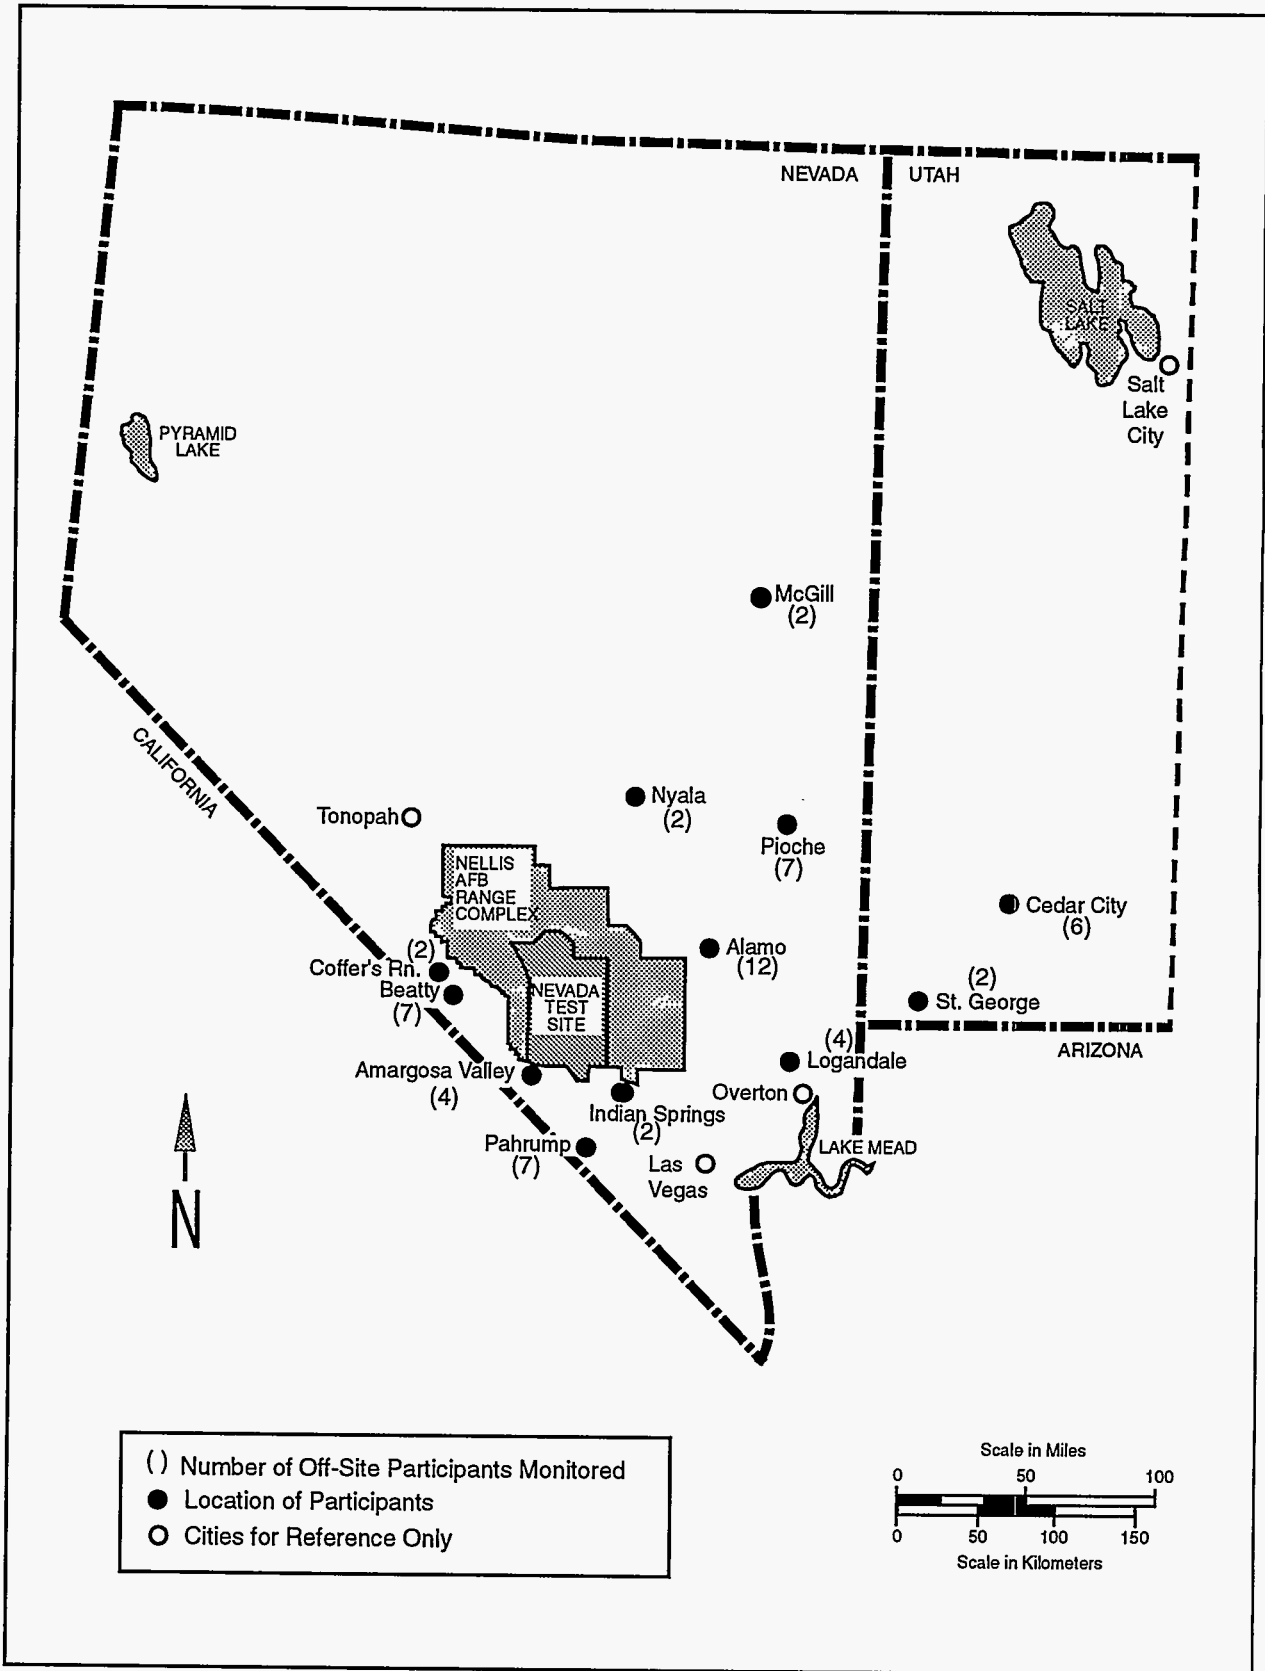 NEVADA
UTAH
SALT
LAKE
Salt
Lake
City
PYRAMID
LAKE
McGill
(2)
CALIFORNIA
Nyala
(2)
Tonopah
Pioche
(7)
NELLIS
AFB
RANGE
COMPLEX
Cedar City
(6)
Alamo
(12)
(2)
Coffer's Rn.
Beatty
(7)
NEVADA
TEST
SITE
(2)
St. George
ARIZONA
(4)
Logandale
Amargosa Valley
(4)
Overton
Indian Springs
(2)
Pahrump
(7)
LAKE MEAD
Las
Vegas
N
( ) Number of Off-Site Participants Monitored
Location of Participants
Cities for Reference Only
Scale in Miles
0 50 100
0 50 100 150
Scale in Kilometers